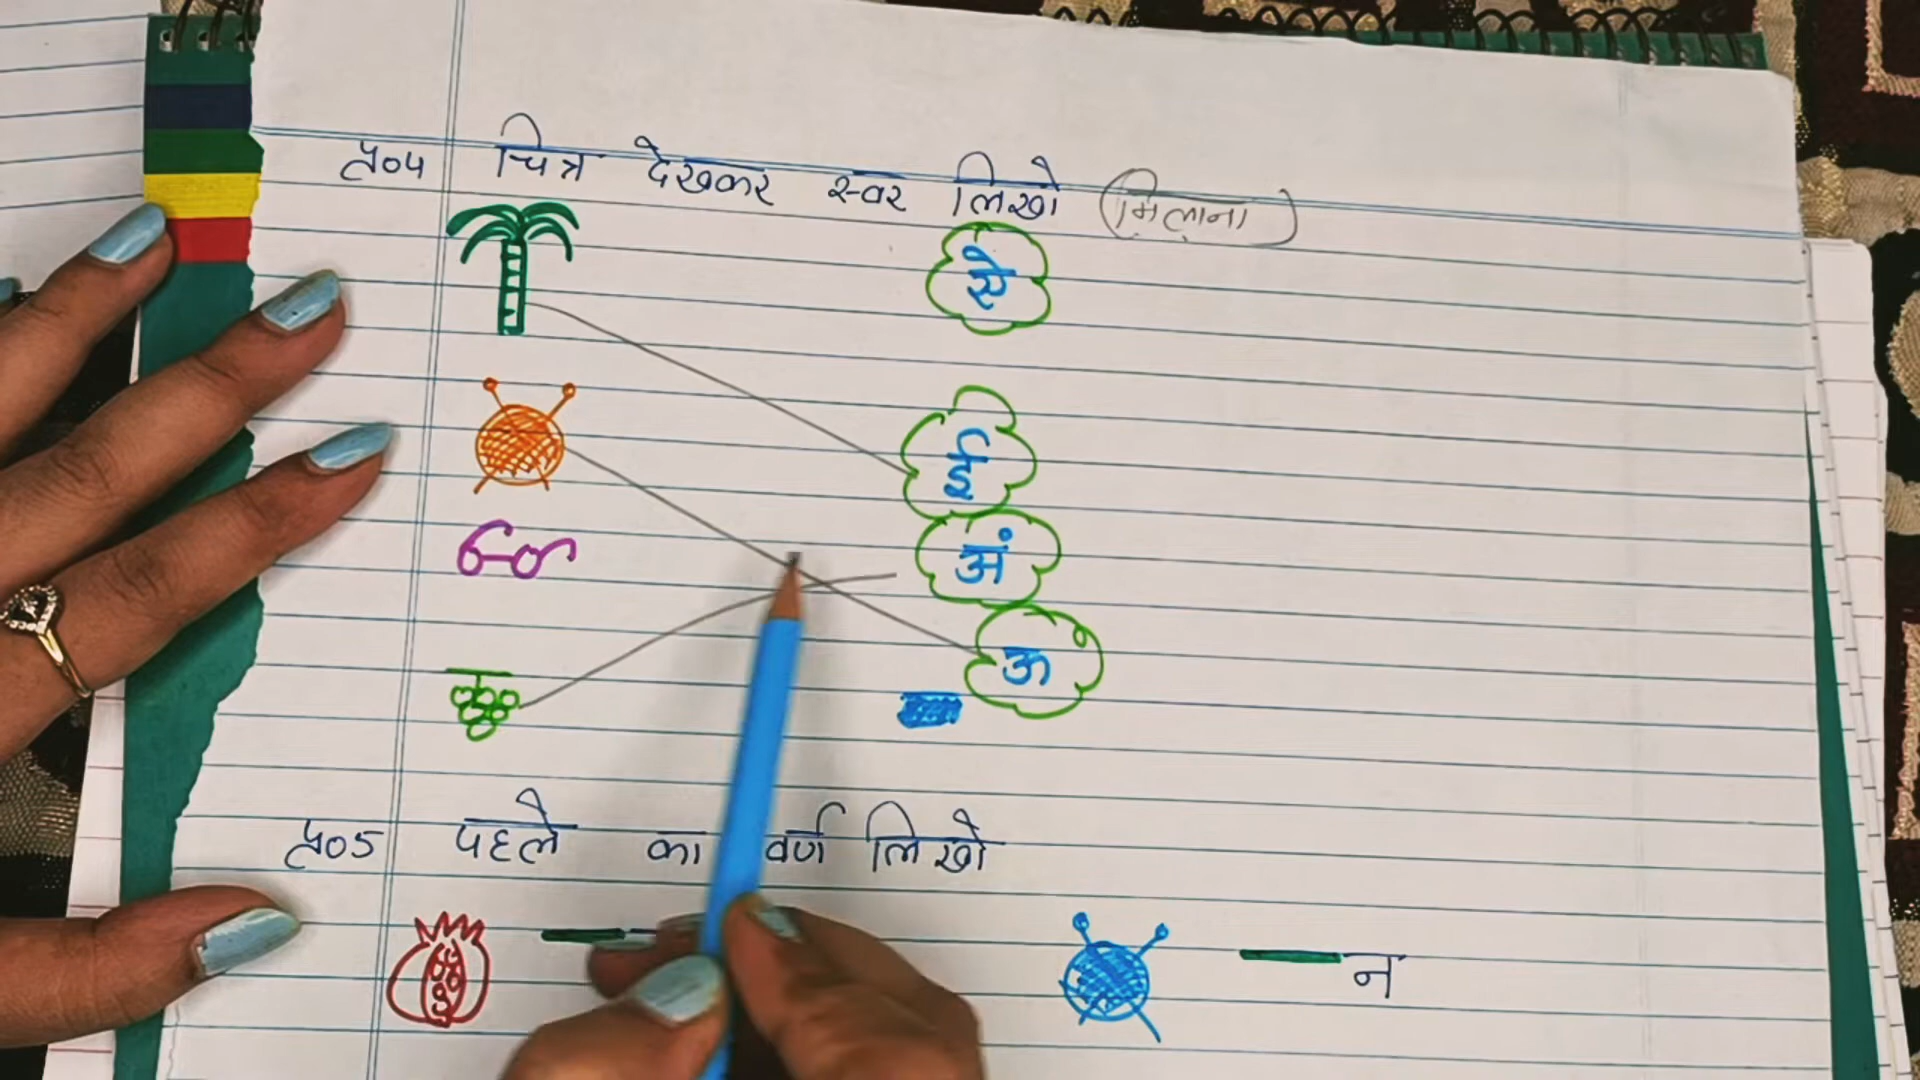 प्र०4 चित्र देखकर स्वर लिखो (मिलाना)
ऐ
ई
अं
ऊ
प्र०5 पहले का वर्ण लिखो
न